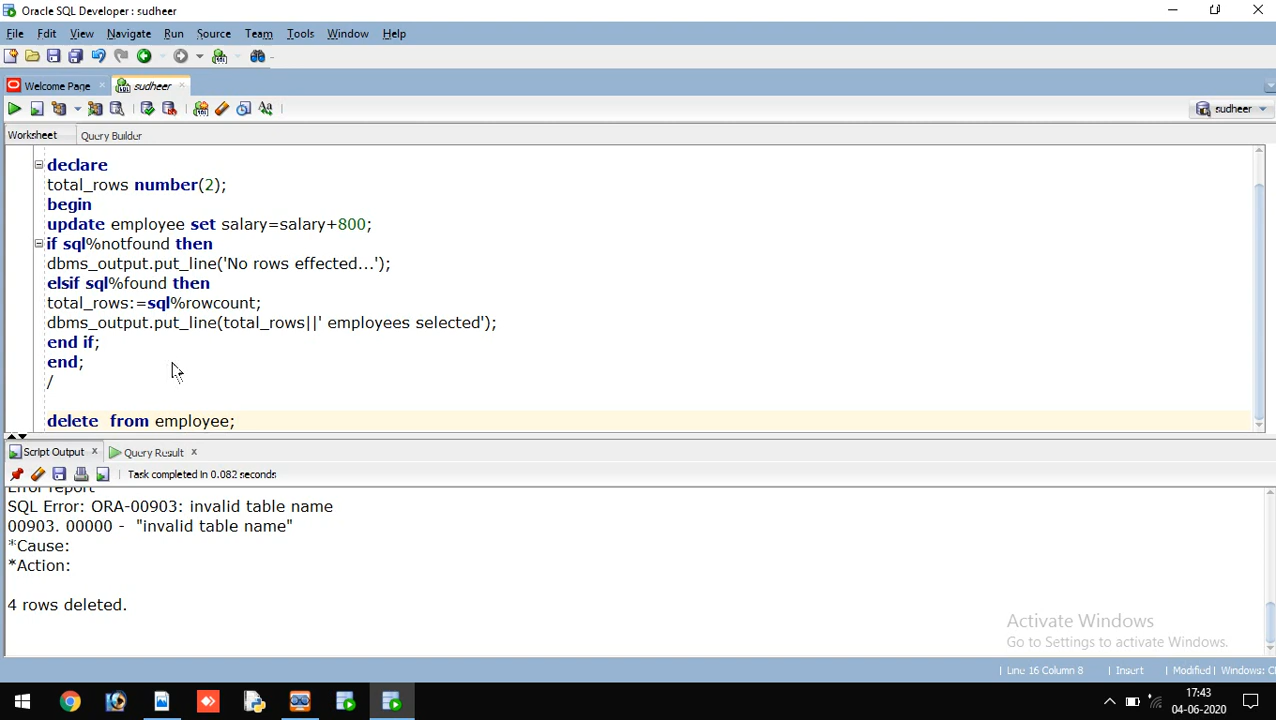 Oracle SQL Developer : sudheer
File Edit View Navigate Run Source Team Tools Window Help
Welcome Page sudheer
sudheer
Worksheet Query Builder
declare
total_rows number(2);
begin
update employee set salary=salary+800;
if sql%notfound then
dbms_output.put_line('No rows effected...');
elsif sql%found then
total_rows:=sql%rowcount;
dbms_output.put_line(total_rows||' employees selected');
end if;
end;
/
delete from employee;
Script Output Query Result
Task completed in 0.082 seconds
Error report
SQL Error: ORA-00903: invalid table name
00903. 00000 - "invalid table name"
*Cause:
*Action:
4 rows deleted.
Activate Windows
Go to Settings to activate Windows.
Line 16 Column 8 Insert Modified Windows: C
17:43
04-06-2020